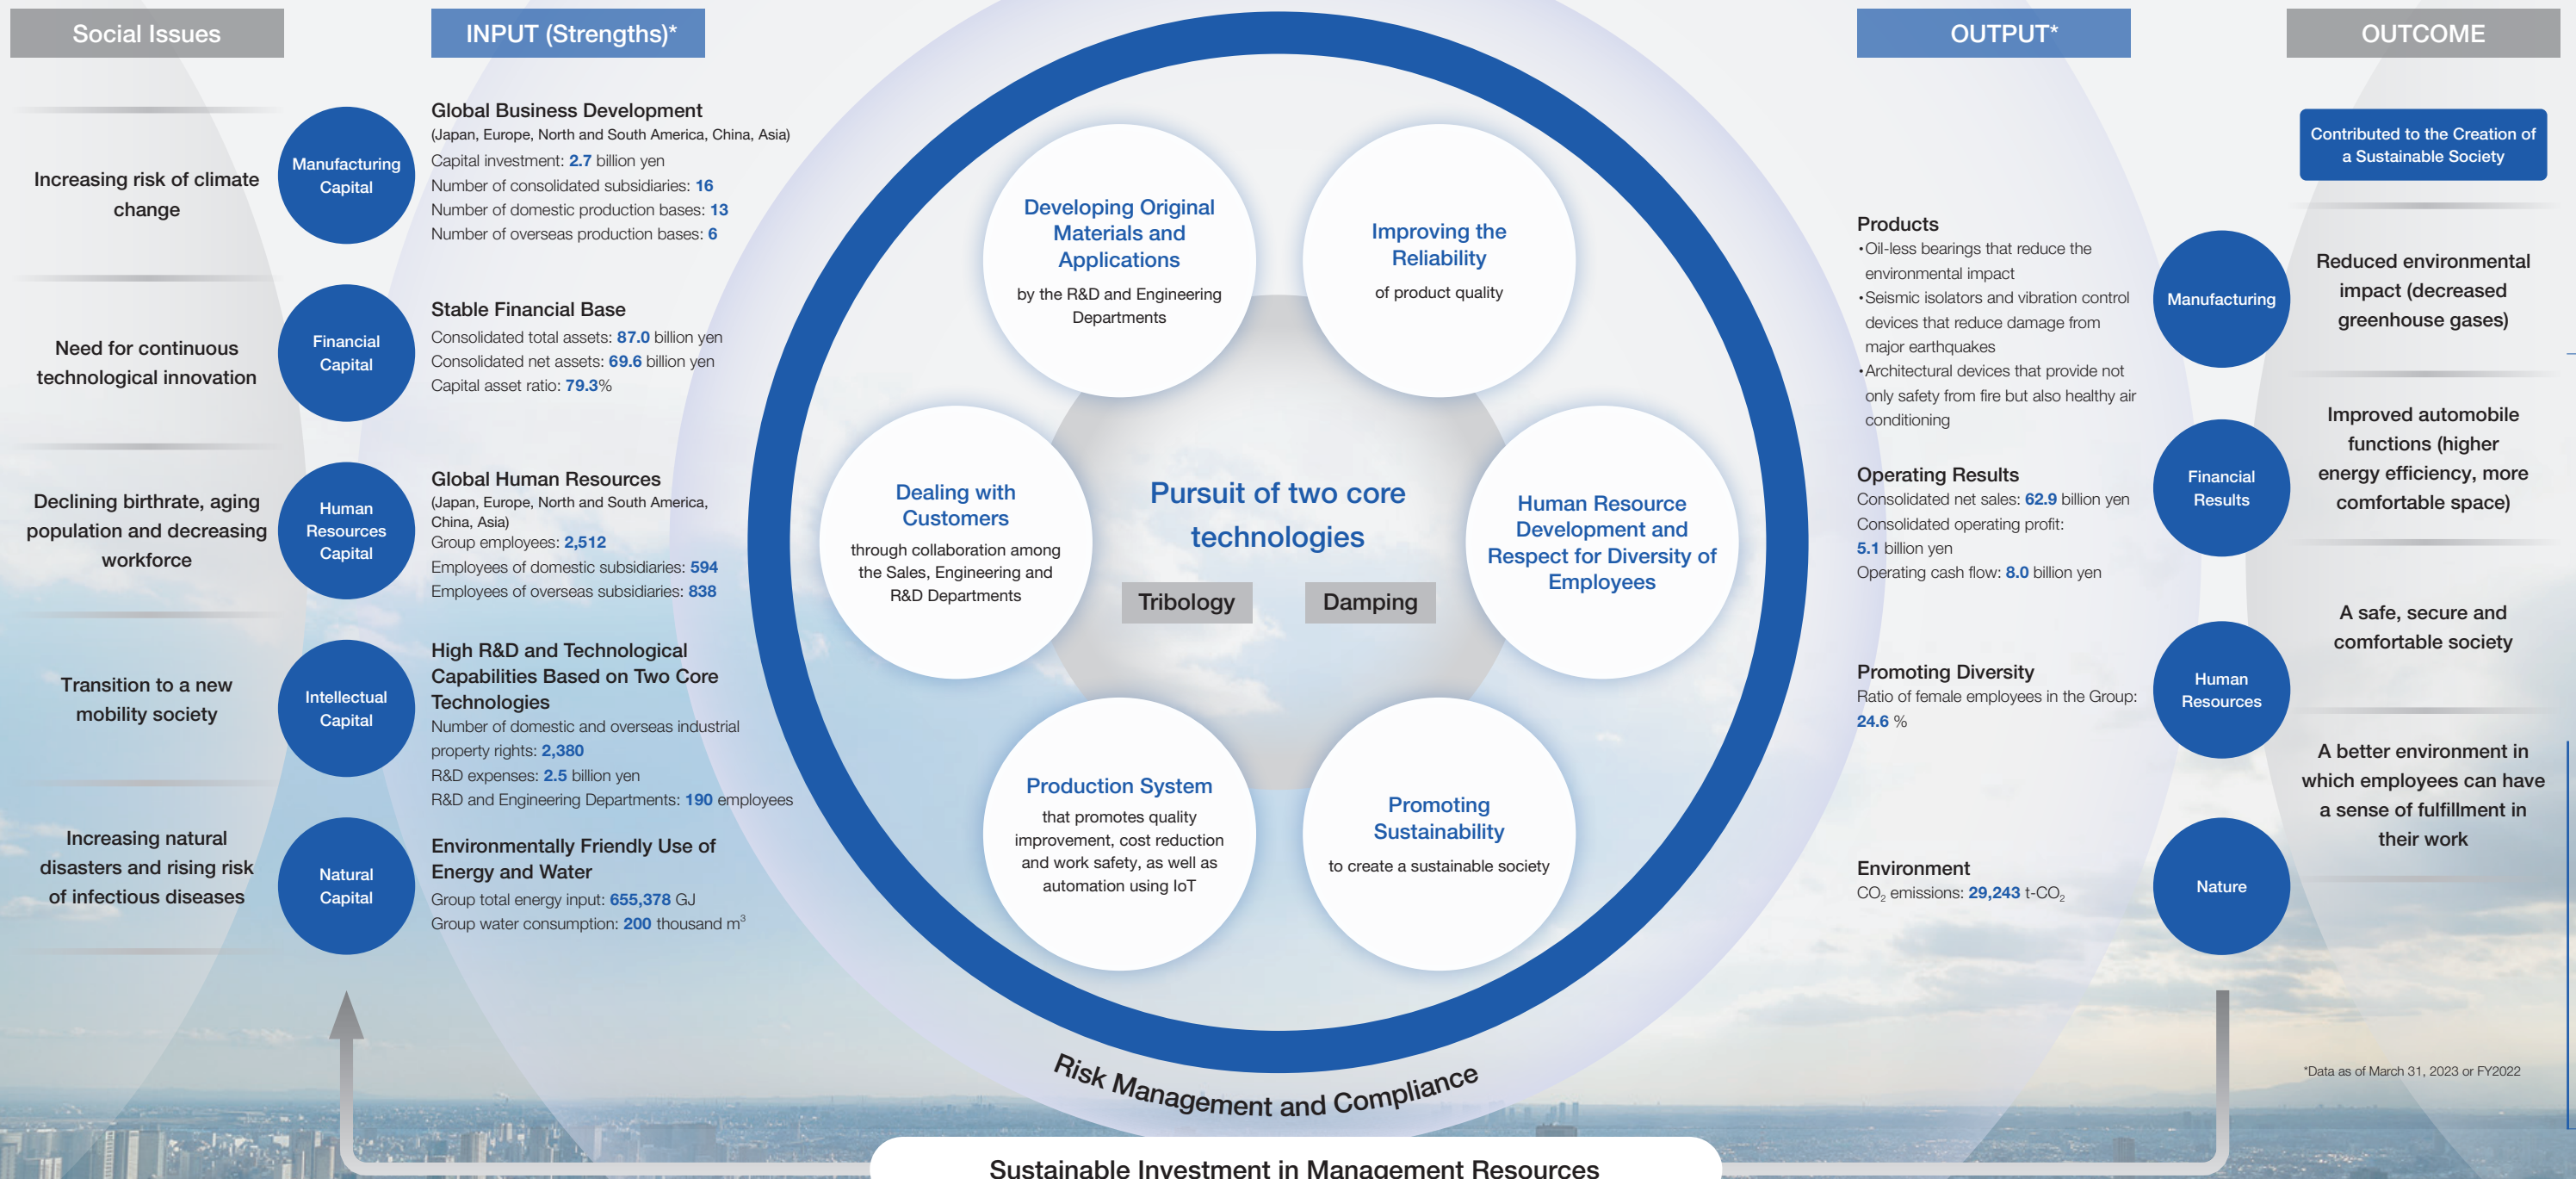 Social Issues
Increasing risk of climate
change
Need for continuous
technological innovation
Declining birthrate, aging
population and decreasing
workforce
Transition to a new
mobility society
Increasing natural
disasters and rising risk
of infectious diseases
INPUT (Strengths)*
Manufacturing
Capital
Global Business Development
(Japan, Europe, North and South America, China, Asia)
Capital investment: 2.7 billion yen
Number of consolidated subsidiaries: 16
Number of domestic production bases: 13
Number of overseas production bases: 6
Financial
Capital
Stable Financial Base
Consolidated total assets: 87.0 billion yen
Consolidated net assets: 69.6 billion yen
Capital asset ratio: 79.3%
Human
Resources
Capital
Global Human Resources
(Japan, Europe, North and South America,
China, Asia)
Group employees: 2,512
Employees of domestic subsidiaries: 594
Employees of overseas subsidiaries: 838
Intellectual
Capital
High R&D and Technological
Capabilities Based on Two Core
Technologies
Number of domestic and overseas industrial
property rights: 2,380
R&D expenses: 2.5 billion yen
R&D and Engineering Departments: 190 employees
Natural
Capital
Environmentally Friendly Use of
Energy and Water
Group total energy input: 655,378 GJ
Group water consumption: 200 thousand m³
Developing Original
Materials and
Applications
by the R&D and Engineering
Departments
Improving the
Reliability
of product quality
Dealing with
Customers
through collaboration among
the Sales, Engineering and
R&D Departments
Pursuit of two core
technologies
Tribology
Damping
Human Resource
Development and
Respect for Diversity of
Employees
Production System
that promotes quality
improvement, cost reduction
and work safety, as well as
automation using IoT
Promoting
Sustainability
to create a sustainable society
Risk Management and Compliance
Sustainable Investment in Management Resources
OUTPUT*
Products
•Oil-less bearings that reduce the
environmental impact
•Seismic isolators and vibration control
devices that reduce damage from
major earthquakes
•Architectural devices that provide not
only safety from fire but also healthy air
conditioning
Manufacturing
Operating Results
Consolidated net sales: 62.9 billion yen
Consolidated operating profit:
5.1 billion yen
Operating cash flow: 8.0 billion yen
Financial
Results
Promoting Diversity
Ratio of female employees in the Group:
24.6 %
Human
Resources
Environment
CO₂ emissions: 29,243 t-CO₂
Nature
OUTCOME
Contributed to the Creation of
a Sustainable Society
Reduced environmental
impact (decreased
greenhouse gases)
Improved automobile
functions (higher
energy efficiency, more
comfortable space)
A safe, secure and
comfortable society
A better environment in
which employees can have
a sense of fulfillment in
their work
*Data as of March 31, 2023 or FY2022